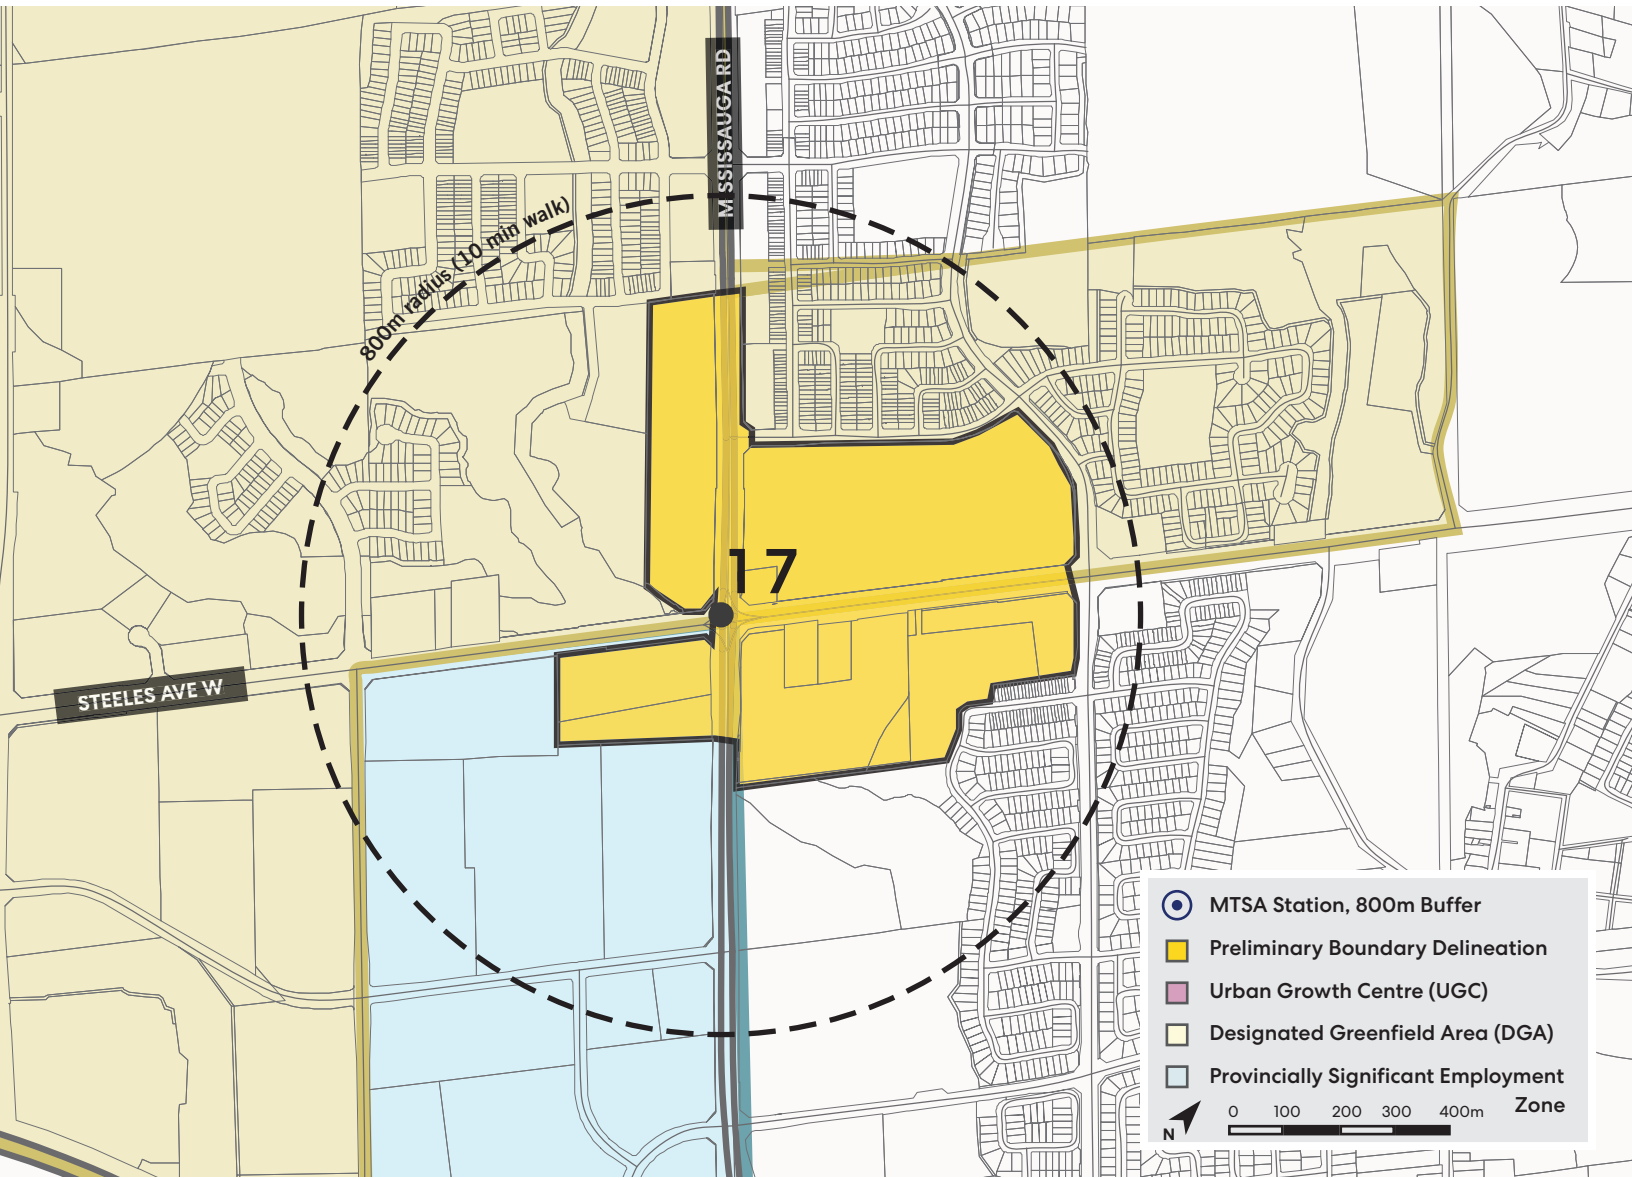 MISSISSAUGA RD
800m radius (10 min walk)
17
STEELES AVE W
MTSA Station, 800m Buffer
Preliminary Boundary Delineation
Urban Growth Centre (UGC)
Designated Greenfield Area (DGA)
Provincially Significant Employment
Zone
0 100 200 300 400m
N